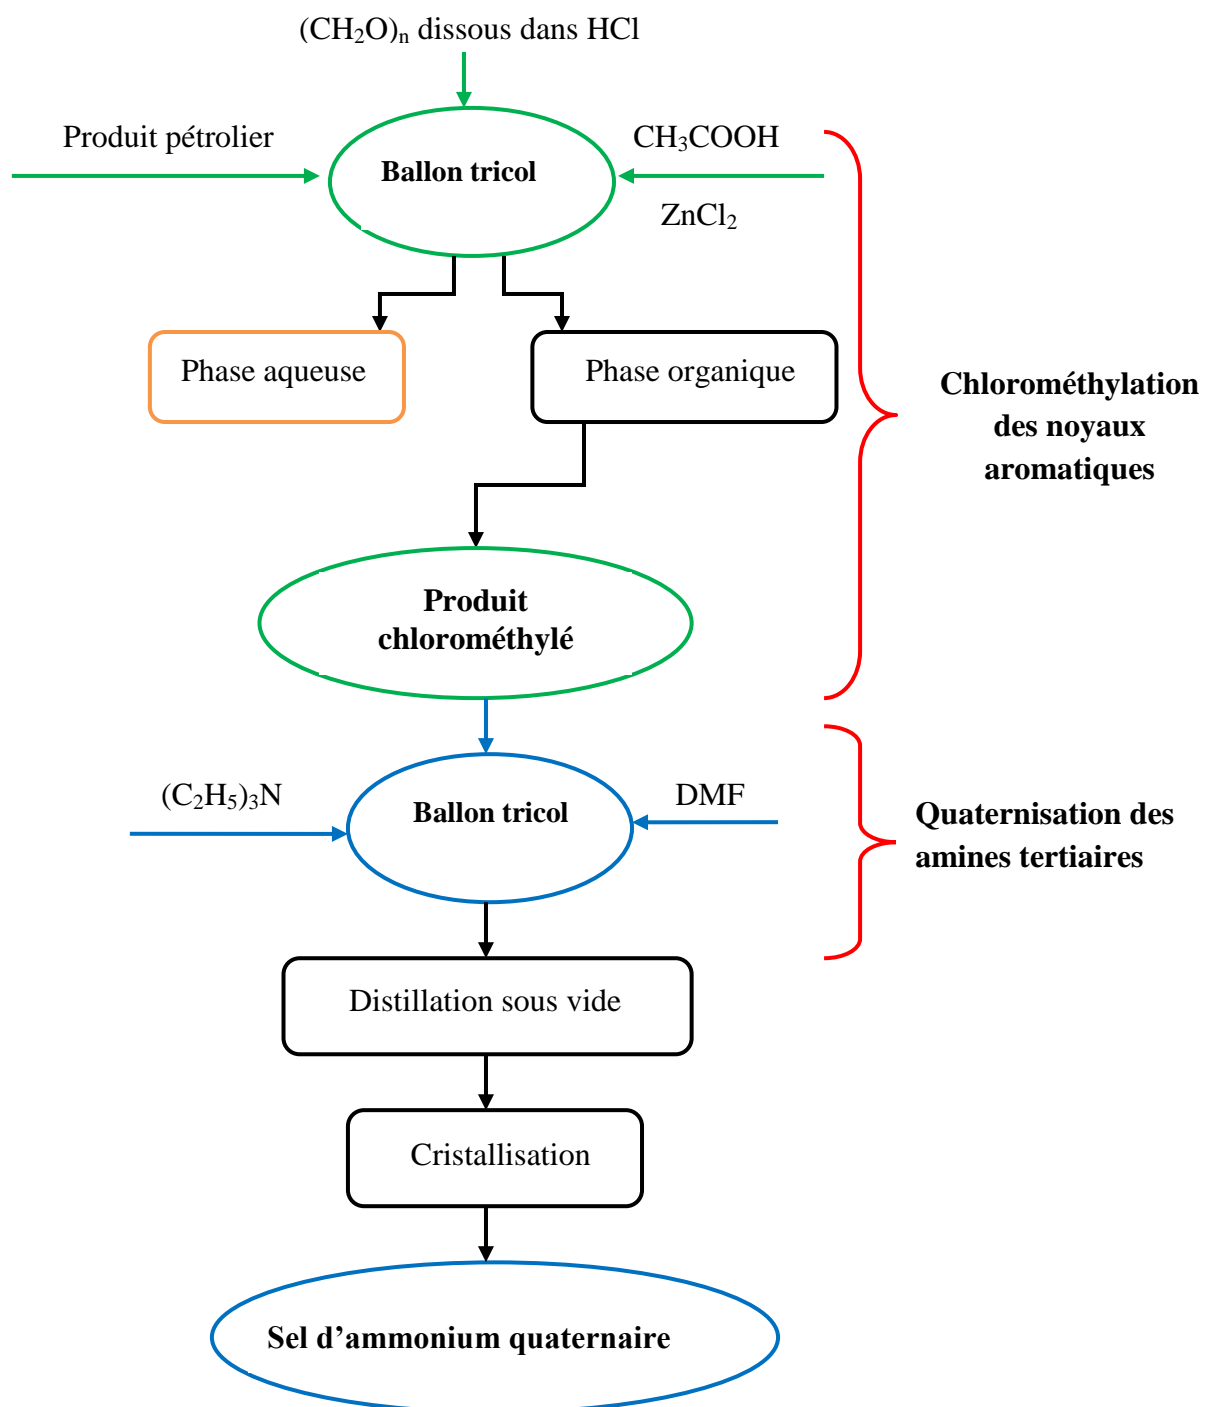 (CH₂O)ₙ dissous dans HCl
Produit pétrolier
Ballon tricol
CH₃COOH
ZnCl₂
Phase aqueuse
Phase organique
Chlorométhylation
des noyaux
aromatiques
Produit
chlorométhylé
(C₂H₅)₃N
Ballon tricol
DMF
Quaternisation des
amines tertiaires
Distillation sous vide
Cristallisation
Sel d’ammonium quaternaire